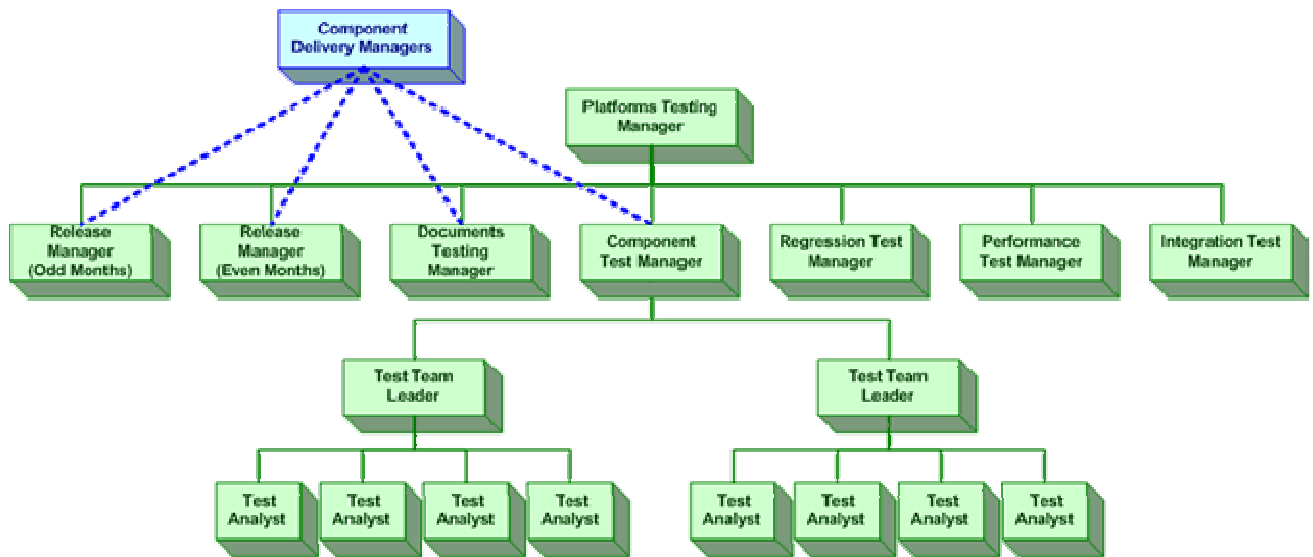 Component
Delivery Managers
Platforms Testing
Manager
Release
Manager
(Odd Months)
Release
Manager
(Even Months)
Documents
Testing
Manager
Component
Test Manager
Regression Test
Manager
Performance
Test Manager
Integration Test
Manager
Test Team
Leader
Test Team
Leader
Test
Analyst
Test
Analyst
Test
Analyst
Test
Analyst
Test
Analyst
Test
Analyst
Test
Analyst
Test
Analyst